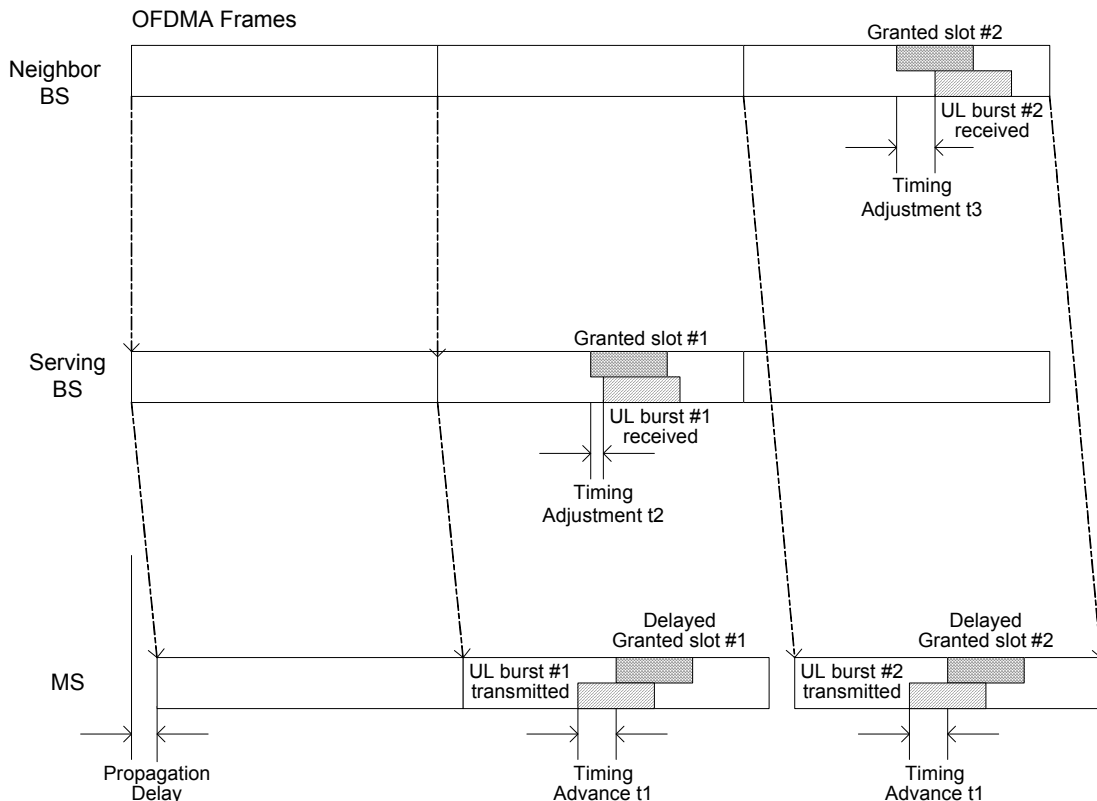 OFDMA Frames
Granted slot #2
Neighbor
BS
UL burst #2
received
Timing
Adjustment t3
Granted slot #1
Serving
BS
UL burst #1
received
Timing
Adjustment t2
Delayed
Granted slot #1
Delayed
Granted slot #2
MS
UL burst #1
transmitted
UL burst #2
transmitted
Propagation
Delay
Timing
Advance t1
Timing
Advance t1